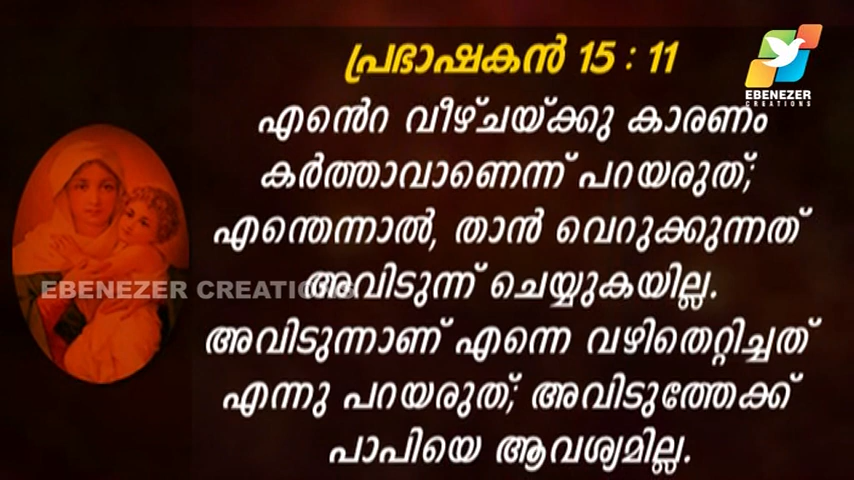 പ്രഭാഷകൻ 15 : 11
EBENEZER
CREATIONS
എൻെറ വീഴ്ചയ്ക്കു കാരണം
കർത്താവാണെന്ന് പറയരുത്;
എന്തെന്നാൽ, താൻ വെറുക്കുന്നത്
അവിടുന്ന് ചെയ്യുകയില്ല.
EBENEZER CREATIONS
അവിടുന്നാണ് എന്നെ വഴിതെറ്റിച്ചത്
എന്നു പറയരുത്; അവിടുത്തേക്ക്
പാപിയെ ആവശ്യമില്ല.